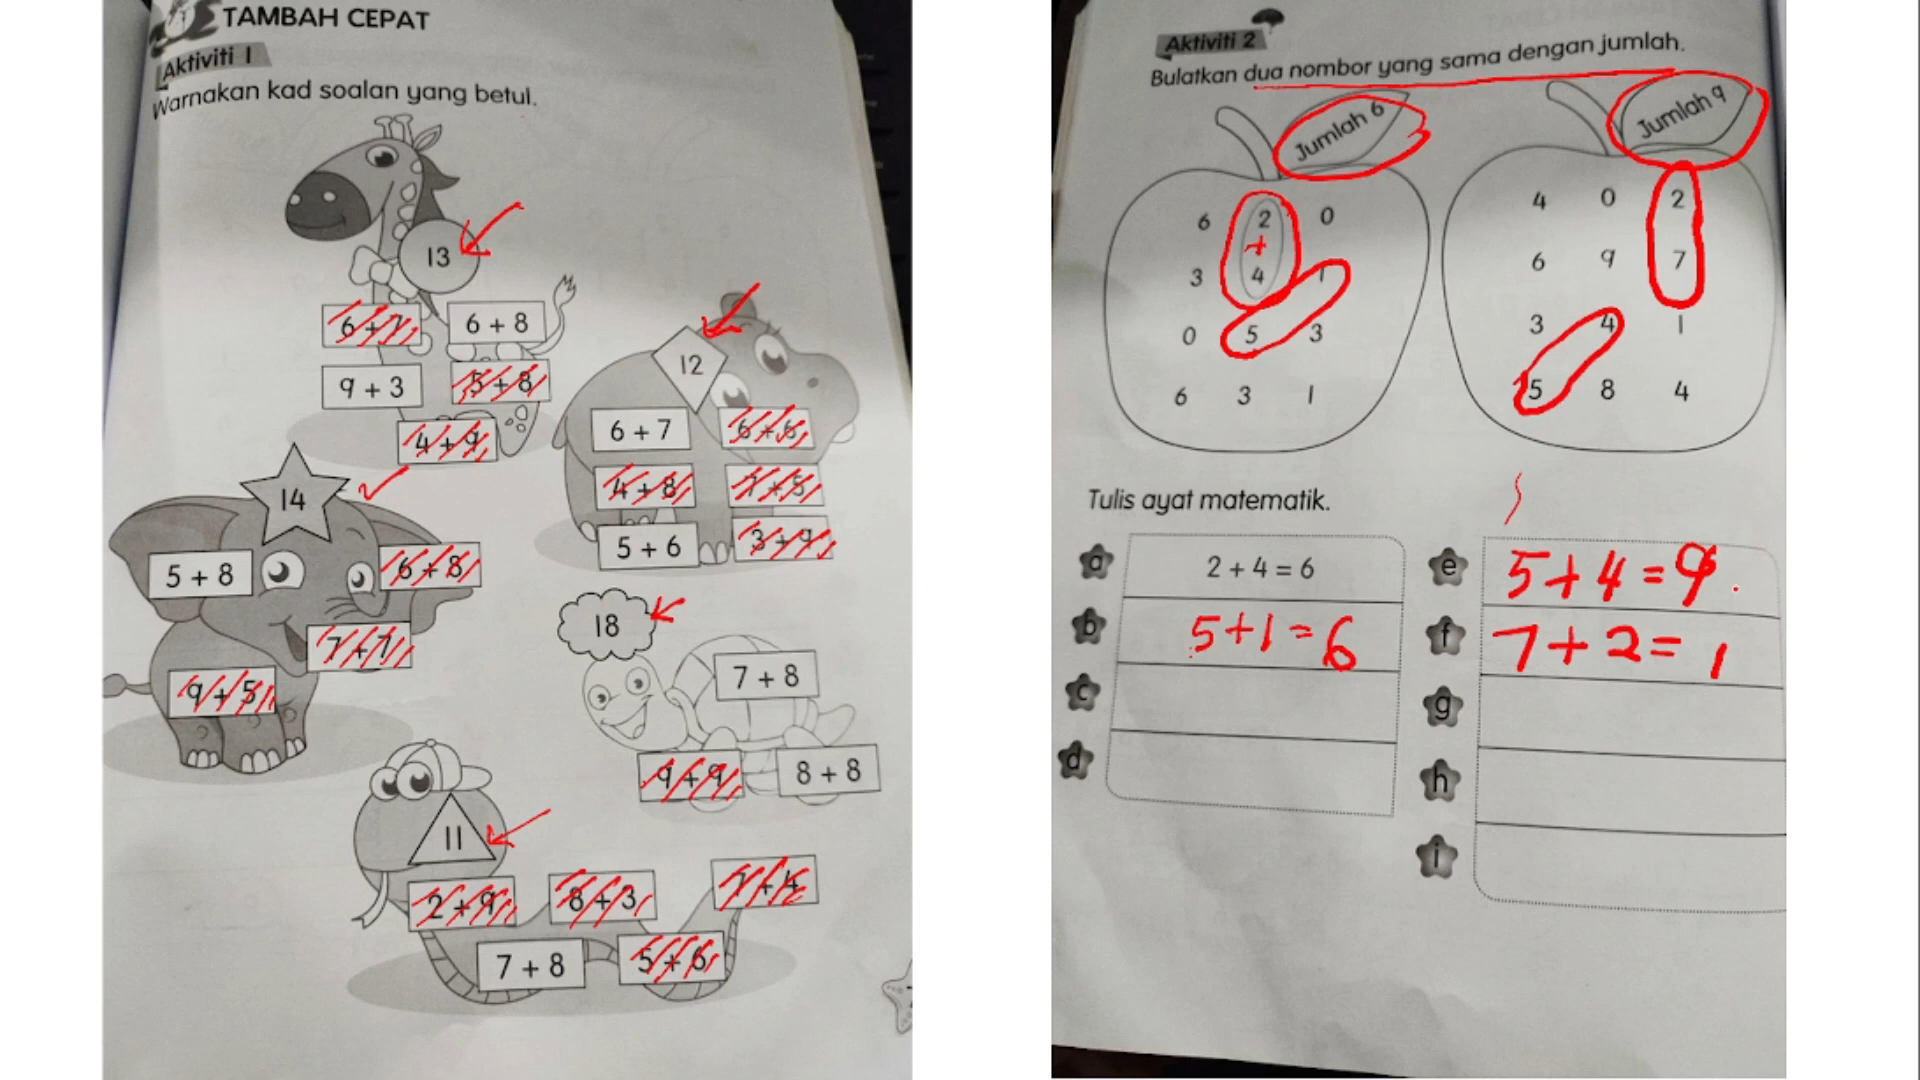 TAMBAH CEPAT
Aktiviti 1
Warnakan kad soalan yang betul.
13
6 + 7
6 + 8
9 + 3
5 + 8
4 + 9
12
6 + 7
6 + 6
4 + 8
7 + 5
5 + 6
3 + 9
14
5 + 8
6 + 8
7 + 7
9 + 5
18
7 + 8
9 + 9
8 + 8
11
2 + 9
8 + 3
7 + 4
7 + 8
5 + 6
Aktiviti 2
Bulatkan dua nombor yang sama dengan jumlah.
Jumlah 6
6 2 0
+
3 4 1
0 5 3
6 3 1
Jumlah 9
4 0 2
6 9 7
3 4 1
5 8 4
Tulis ayat matematik.
a 2 + 4 = 6
b 5+1=6
c
d
e 5+4=9
f 7+2=1
g
h
i